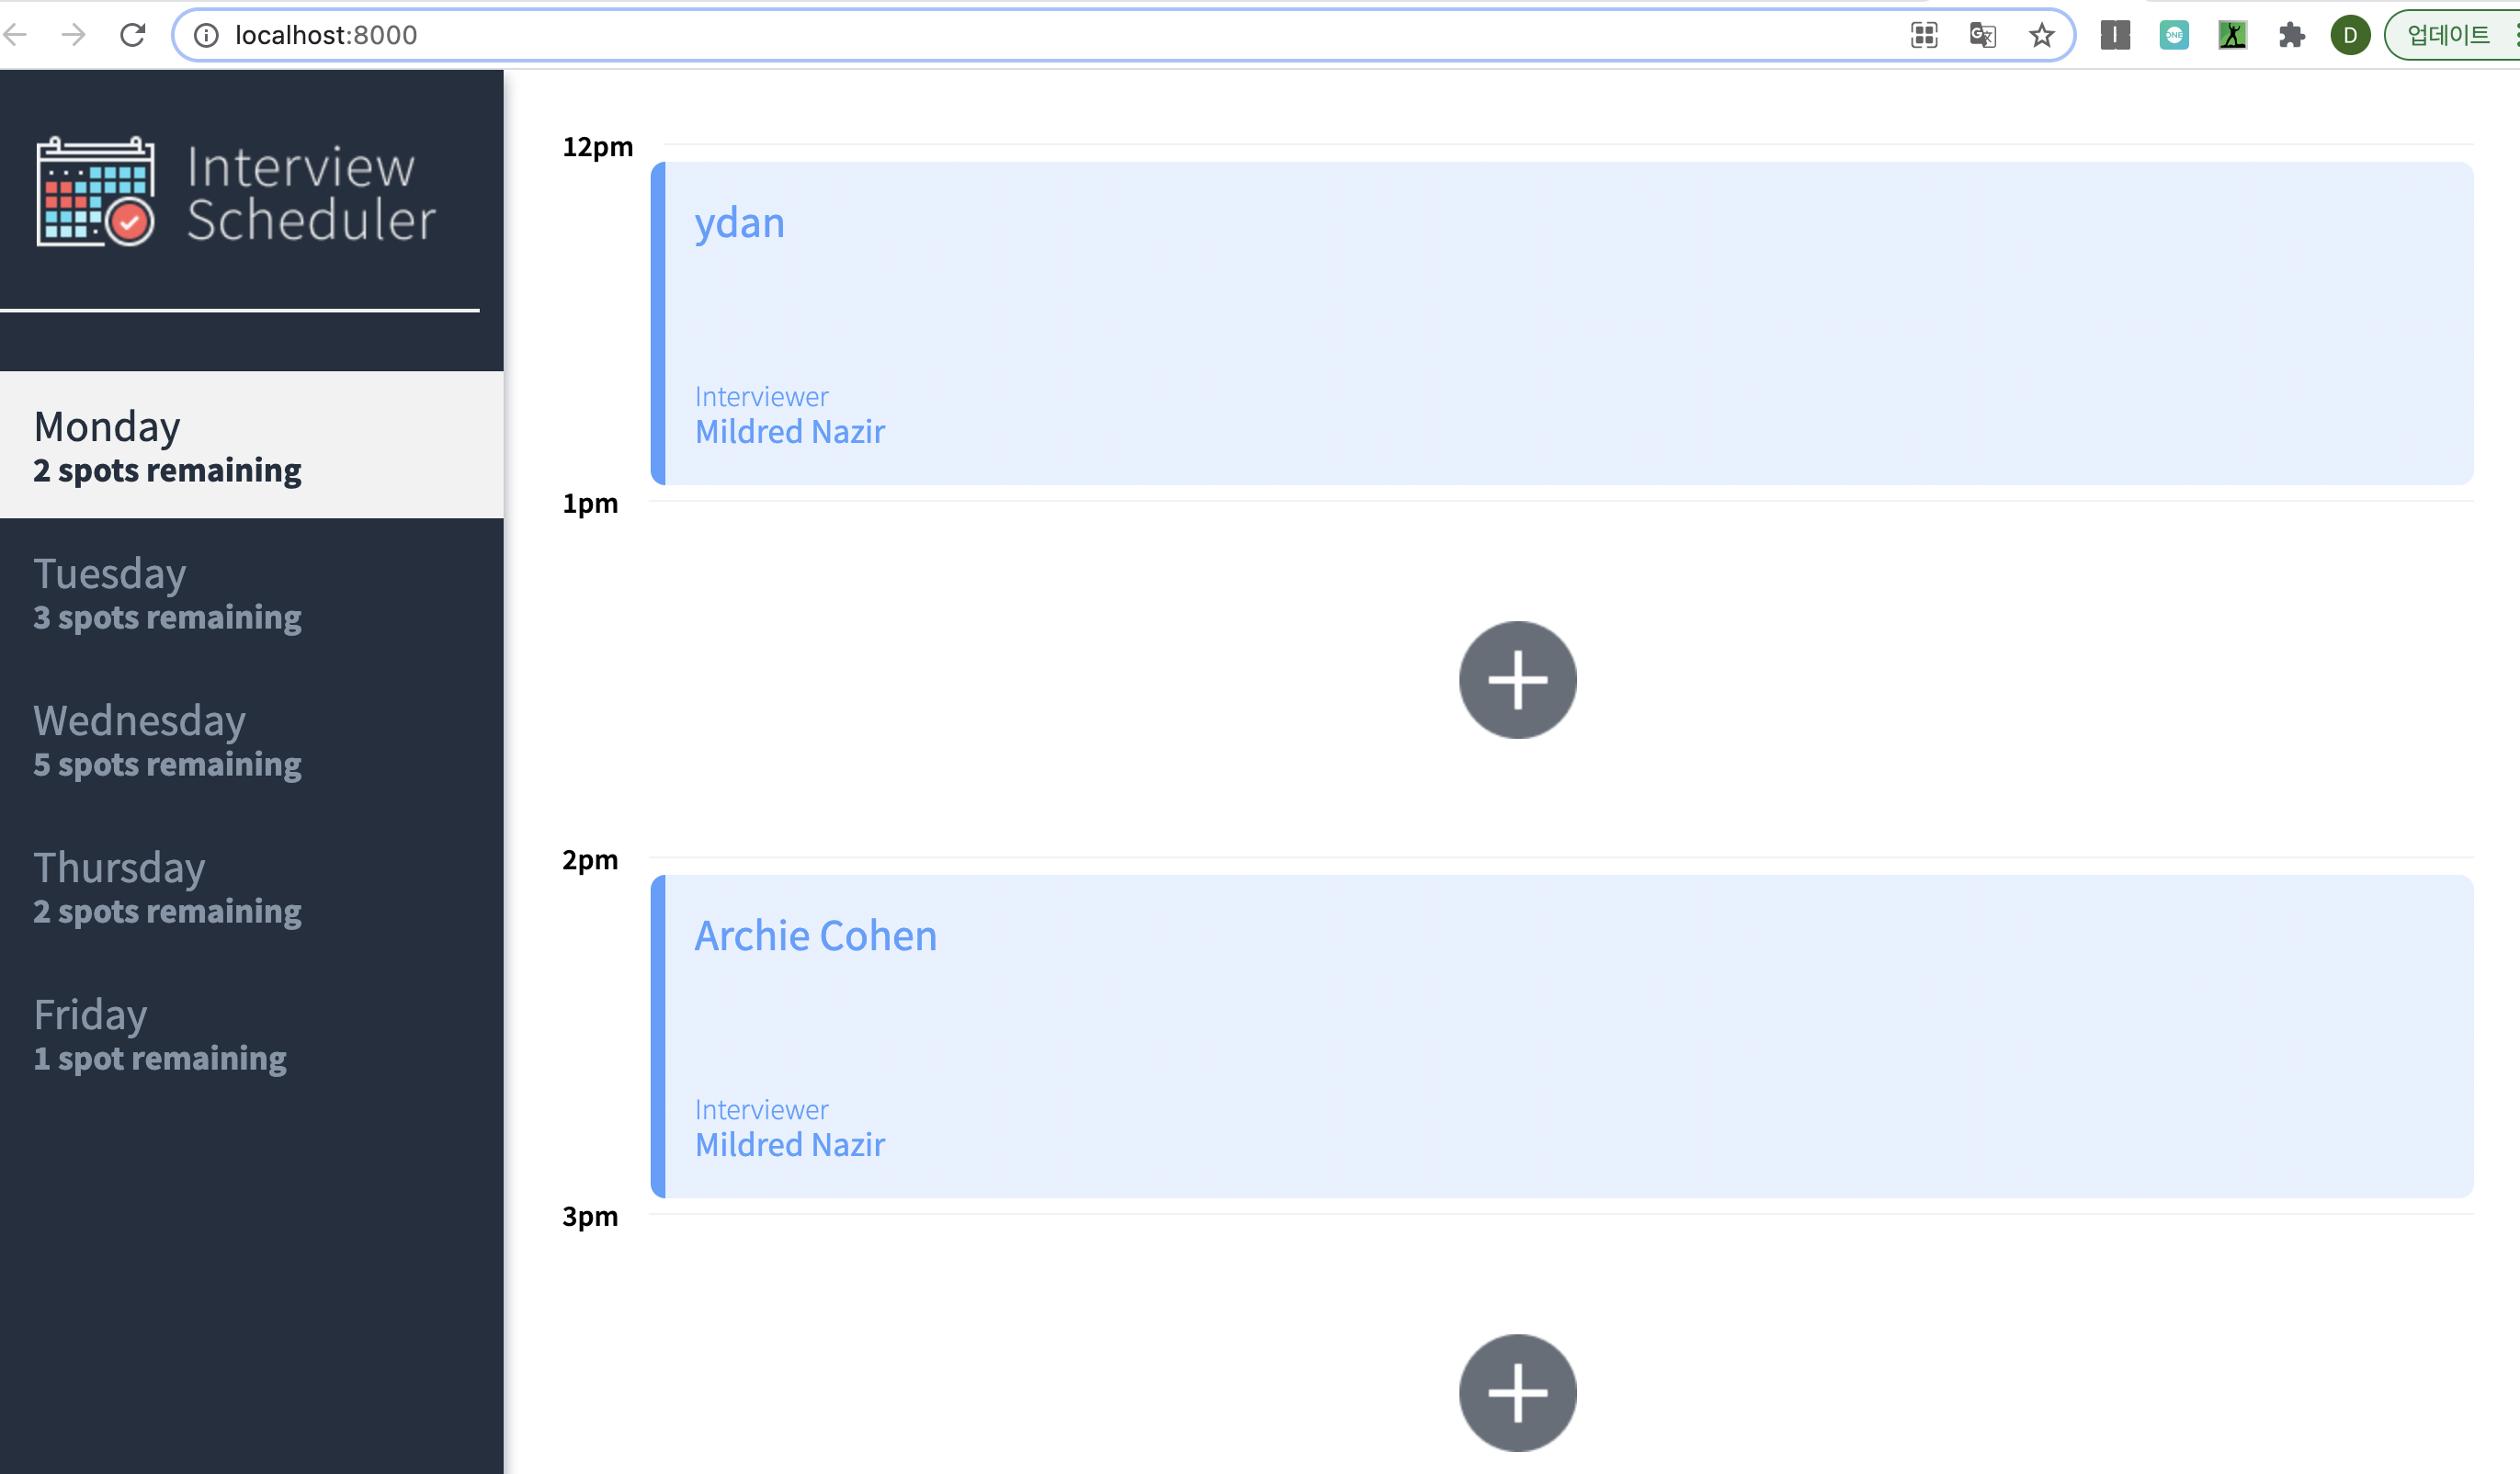 localhost:8000
D
업데이트
Interview
Scheduler
Monday
2 spots remaining
Tuesday
3 spots remaining
Wednesday
5 spots remaining
Thursday
2 spots remaining
Friday
1 spot remaining
12pm
ydan
Interviewer
Mildred Nazir
1pm
2pm
Archie Cohen
Interviewer
Mildred Nazir
3pm